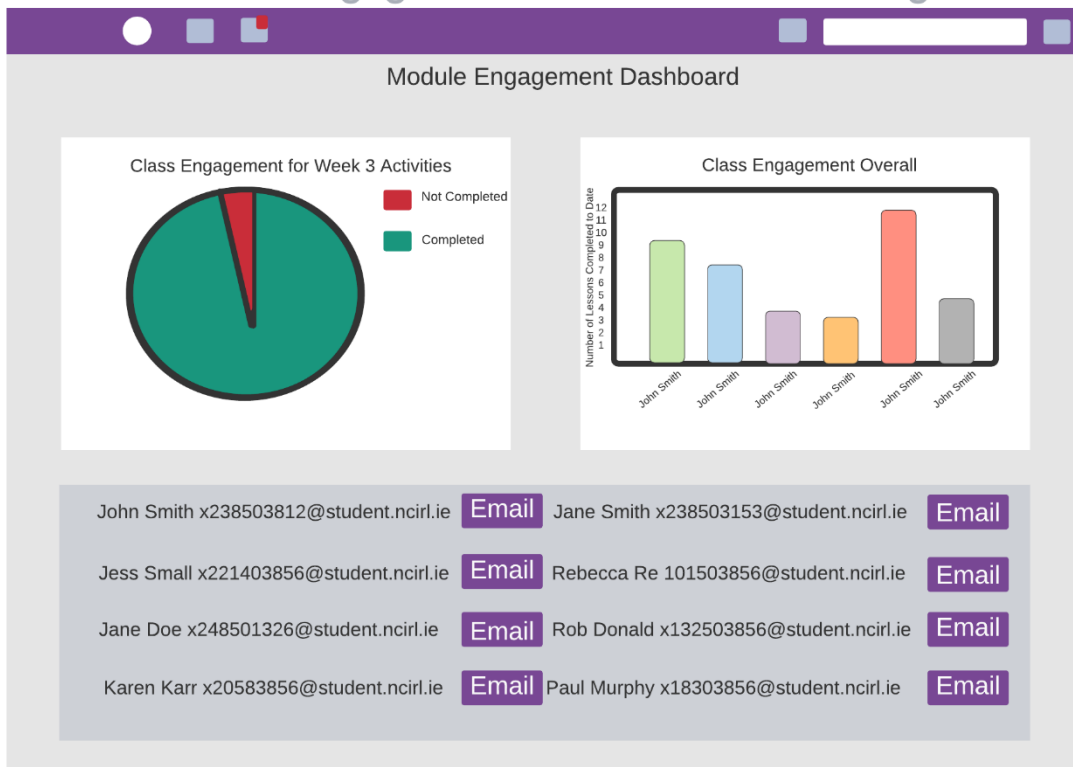 Module Engagement Dashboard
Class Engagement for Week 3 Activities
Not Completed
Completed
Class Engagement Overall
Number of Lessons Completed to Date
12
11
10
9
8
7
6
5
4
3
2
1
John Smith
John Smith
John Smith
John Smith
John Smith
John Smith
John Smith x238503812@student.ncirl.ie Email Jane Smith x238503153@student.ncirl.ie Email
Jess Small x221403856@student.ncirl.ie Email Rebecca Re 101503856@student.ncirl.ie Email
Jane Doe x248501326@student.ncirl.ie Email Rob Donald x132503856@student.ncirl.ie Email
Karen Karr x20583856@student.ncirl.ie Email Paul Murphy x18303856@student.ncirl.ie Email